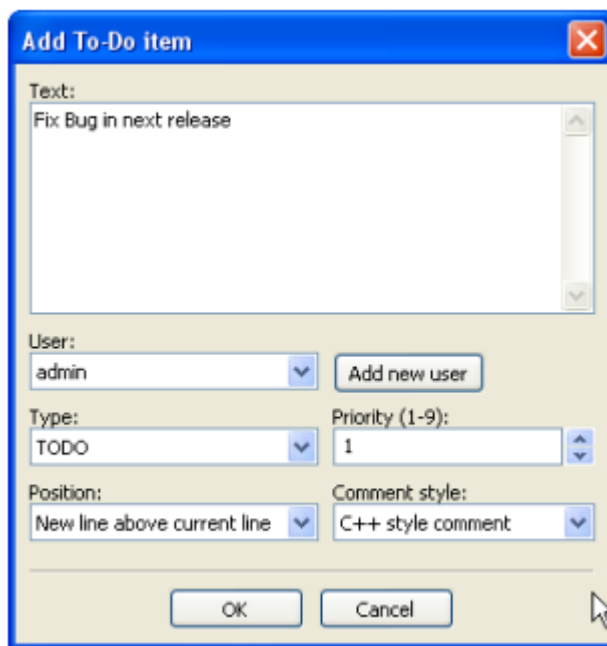 Add To-Do item
Text:
Fix Bug in next release
User:
admin
Add new user
Type:
Priority (1-9):
TODO
1
Position:
Comment style:
New line above current line
C++ style comment
OK
Cancel